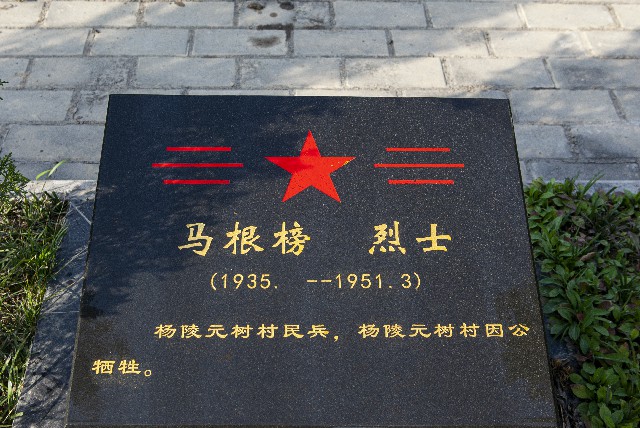 马根榜 烈士
(1935. --1951.3)
杨陵元树村民兵，杨陵元树村因公
牺牲。